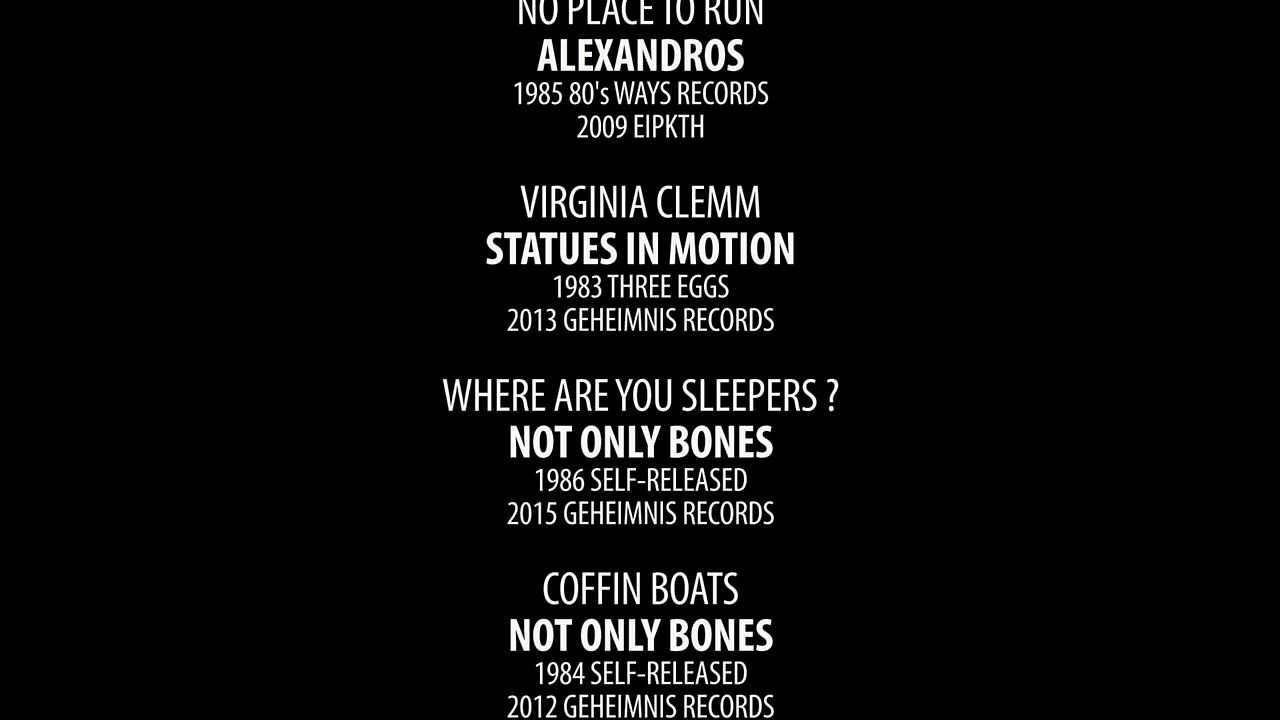 NO PLACE TO RUN
ALEXANDROS
1985 80's WAYS RECORDS
2009 EIPKTH
VIRGINIA CLEMM
STATUES IN MOTION
1983 THREE EGGS
2013 GEHEIMNIS RECORDS
WHERE ARE YOU SLEEPERS ?
NOT ONLY BONES
1986 SELF-RELEASED
2015 GEHEIMNIS RECORDS
COFFIN BOATS
NOT ONLY BONES
1984 SELF-RELEASED
2012 GEHEIMNIS RECORDS